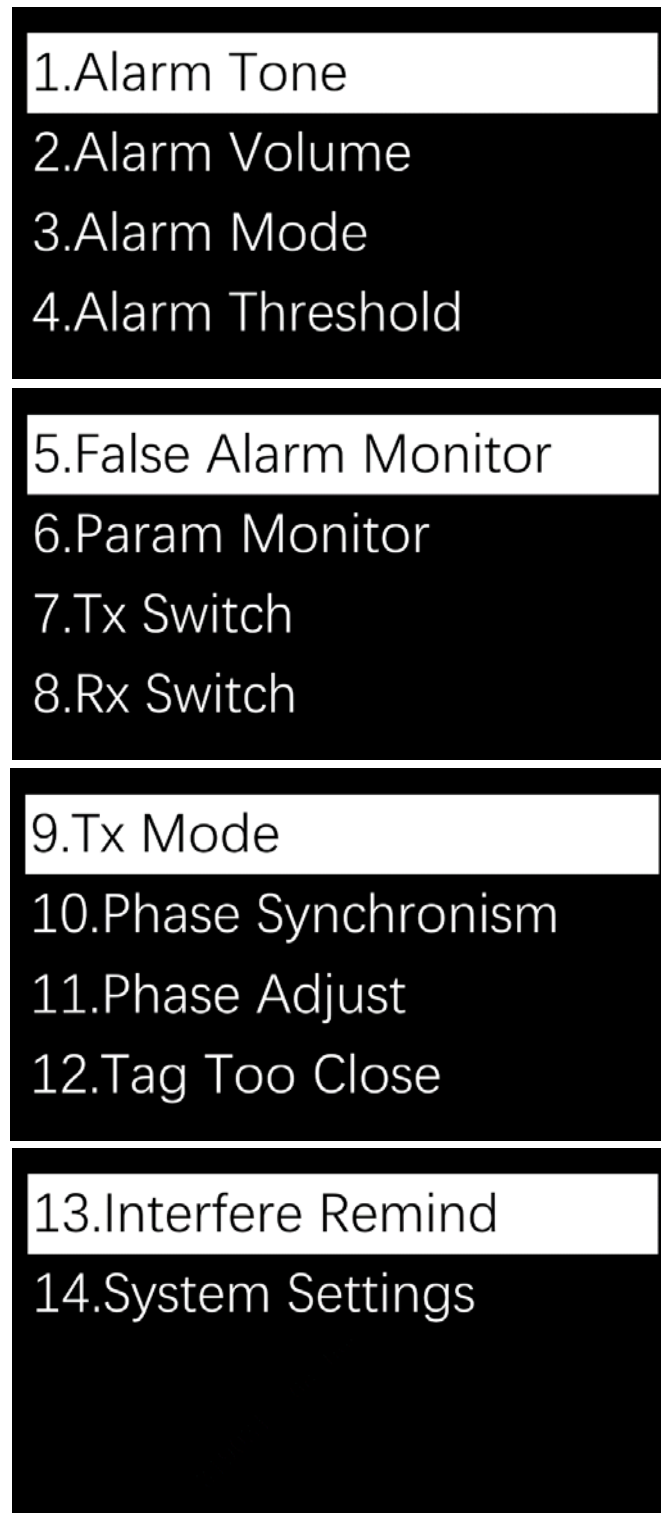 1.Alarm Tone
2.Alarm Volume
3.Alarm Mode
4.Alarm Threshold
5.False Alarm Monitor
6.Param Monitor
7.Tx Switch
8.Rx Switch
9.Tx Mode
10.Phase Synchronism
11.Phase Adjust
12.Tag Too Close
13.Interfere Remind
14.System Settings